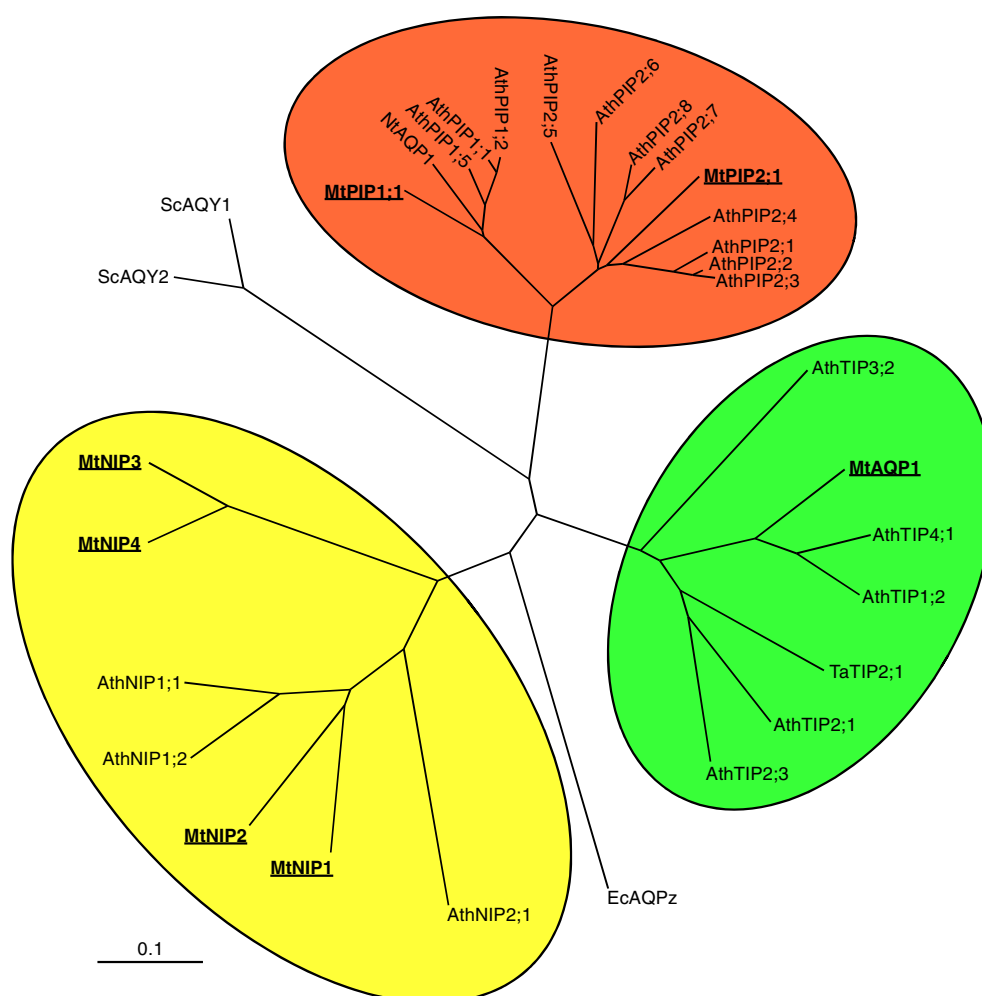 AthPIP1;2
AthPIP2;5
AthPIP2;6
AthPIP1;1
AthPIP1;5
NtAQP1
AthPIP2;8
AthPIP2;7
MtPIP1;1
MtPIP2;1
ScAQY1
AthPIP2;4
AthPIP2;1
AthPIP2;2
AthPIP2;3
ScAQY2
AthTIP3;2
MtNIP3
MtAQP1
MtNIP4
AthTIP4;1
AthTIP1;2
AthNIP1;1
TaTIP2;1
AthTIP2;1
AthNIP1;2
AthTIP2;3
MtNIP2
MtNIP1
EcAQPz
AthNIP2;1
0.1